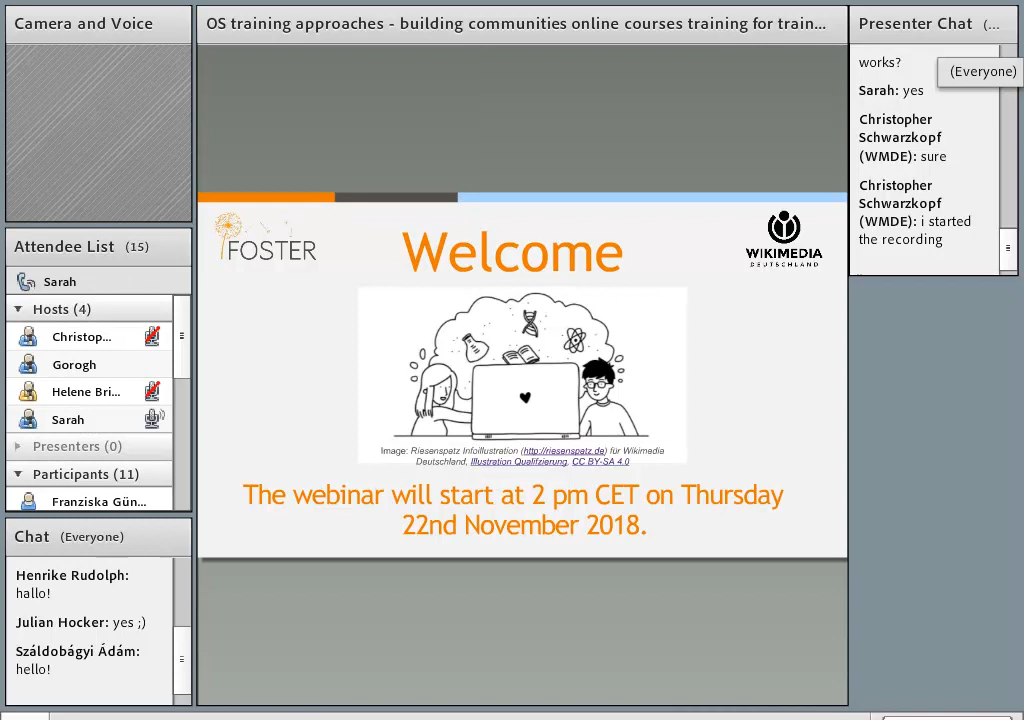 Camera and Voice
Attendee List (15)
Sarah
Hosts (4)
Christop...
Gorogh
Helene Bri...
Sarah
Presenters (0)
Participants (11)
Franziska Gün...
Chat (Everyone)
Henrike Rudolph:
hallo!
Julian Hocker: yes ;)
Száldobágyi Ádám:
hello!
OS training approaches - building communities online courses training for train...
FOSTER
Welcome
WIKIMEDIA
DEUTSCHLAND
Image: Riesenspatz Infoillustration (http://riesenspatz.de) für Wikimedia
Deutschland, Illustration Qualifizierung, CC BY-SA 4.0
The webinar will start at 2 pm CET on Thursday
22nd November 2018.
Presenter Chat (...
(Everyone)
works?
Sarah: yes
Christopher
Schwarzkopf
(WMDE): sure
Christopher
Schwarzkopf
(WMDE): i started
the recording